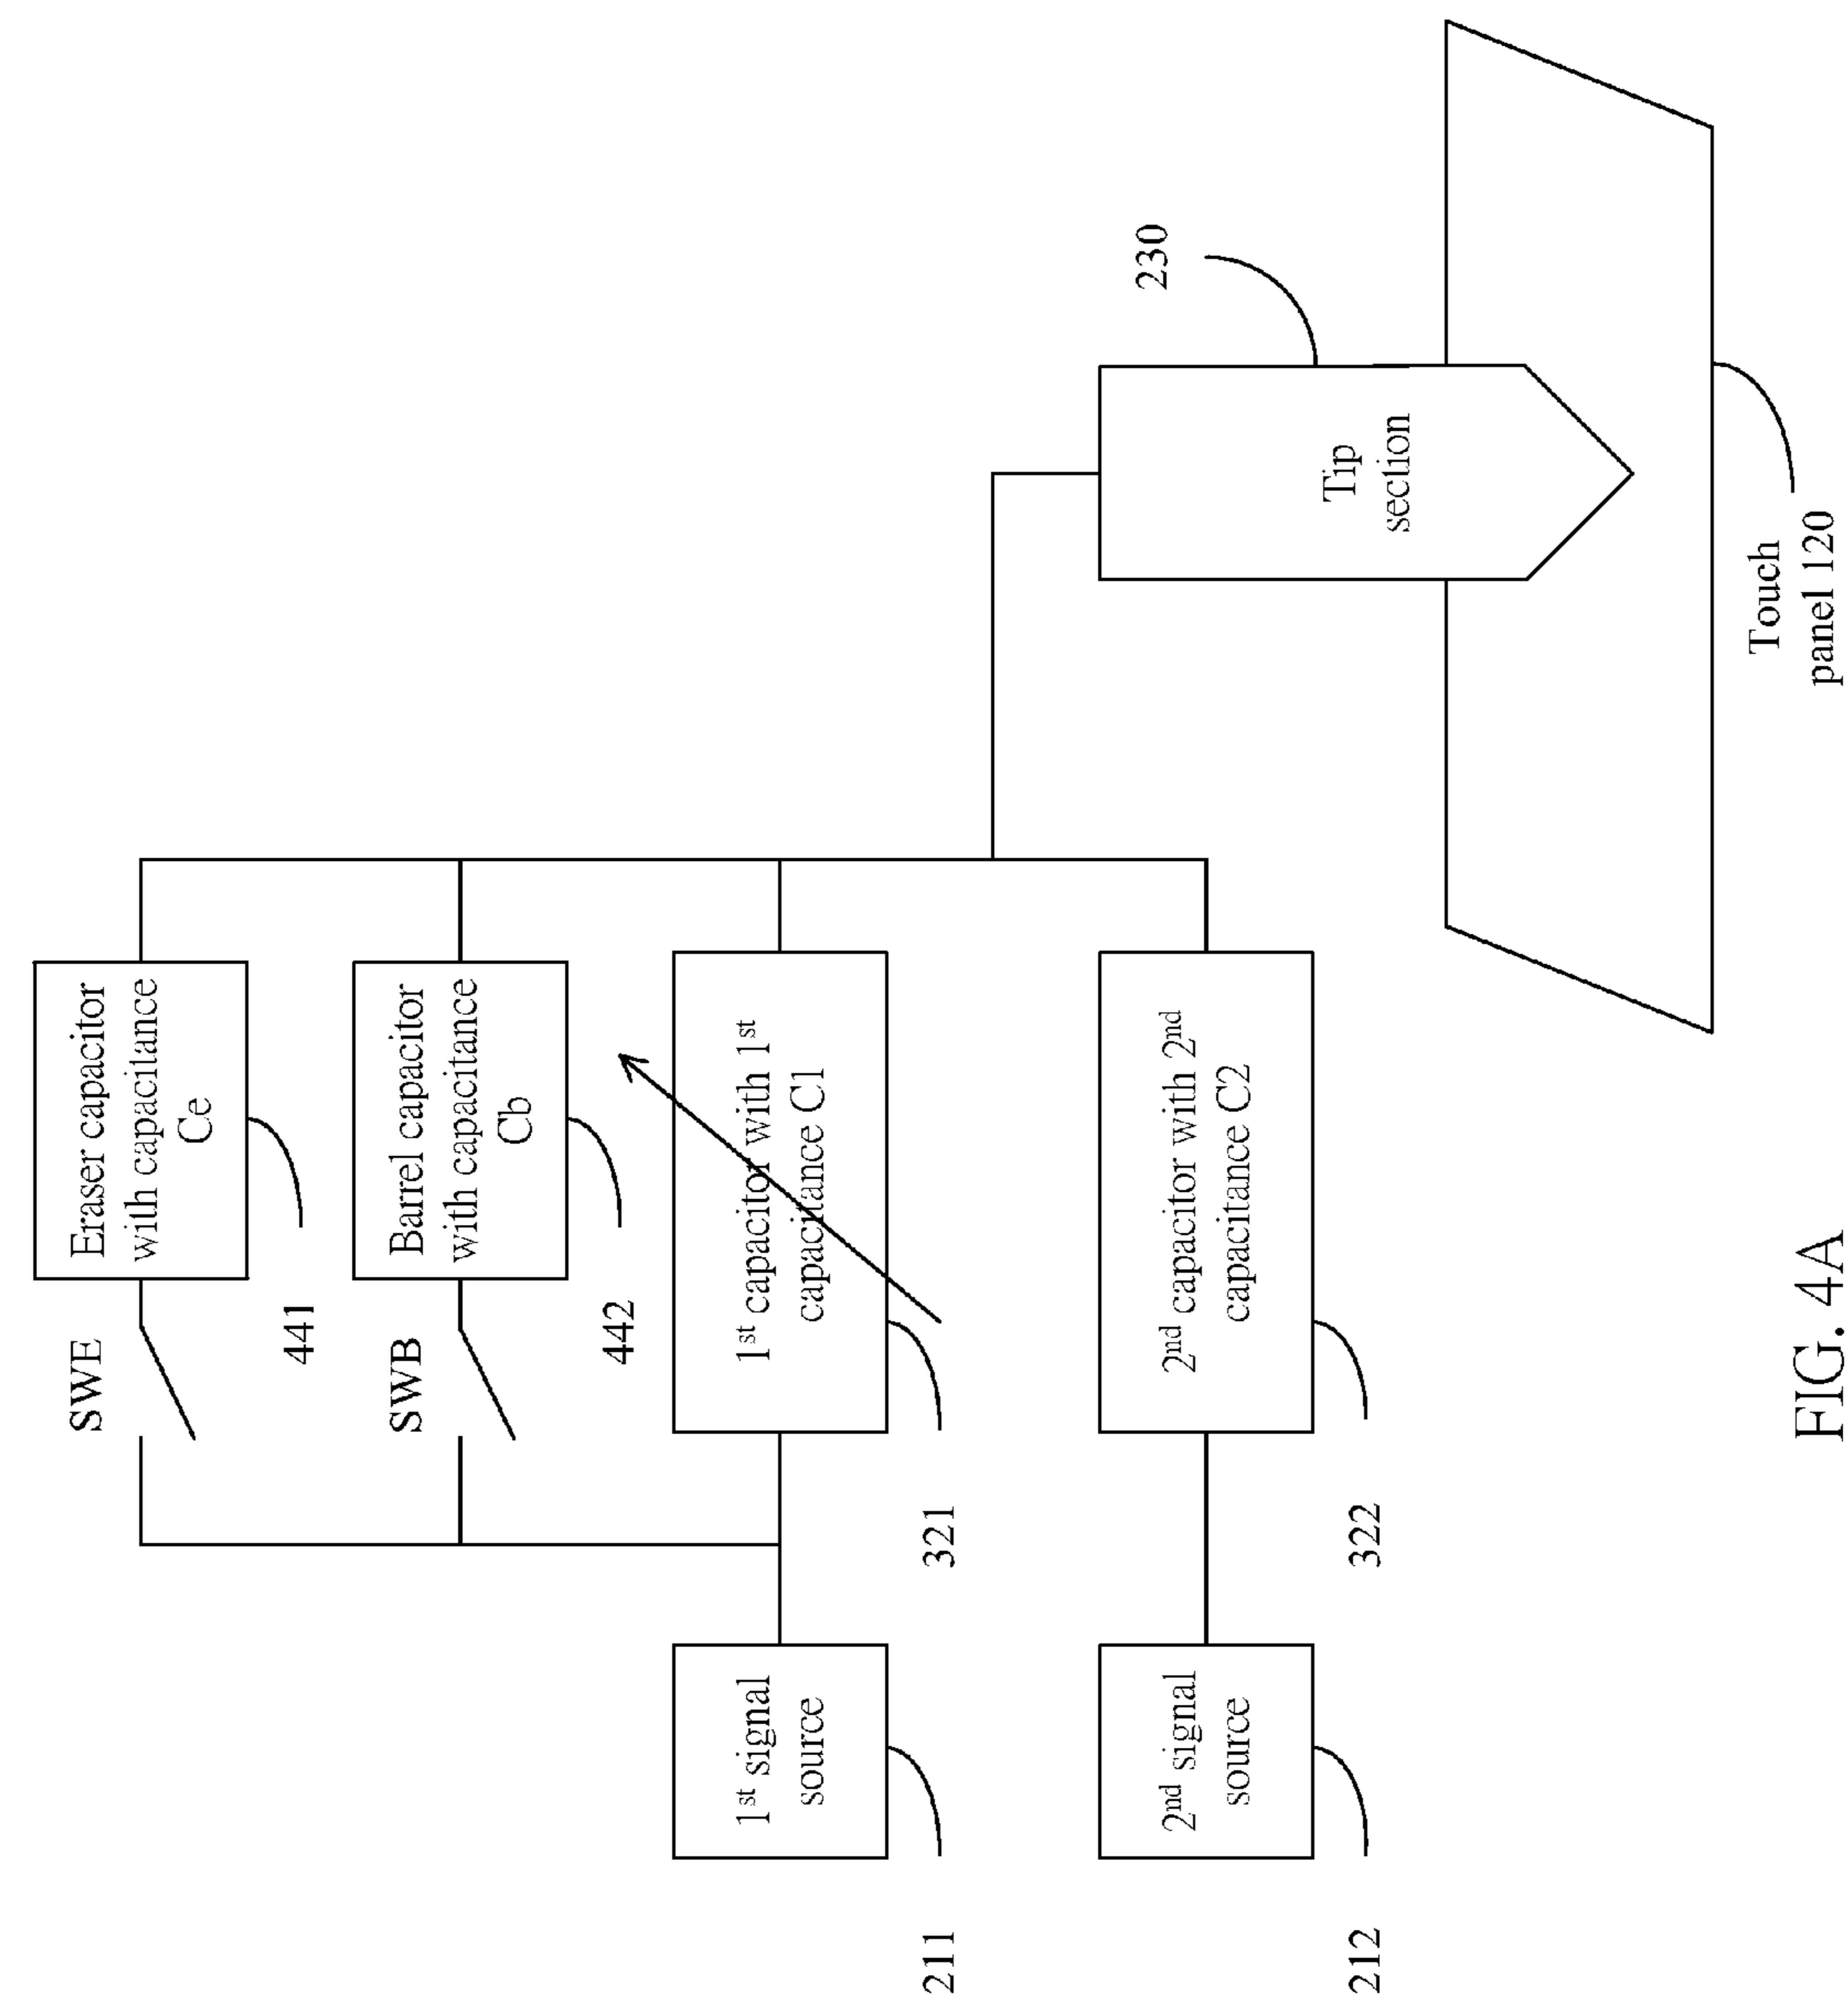 SWE
Eraser capacitor
with capacitance
Ce
441
SWB
Barrel capacitor
with capacitance
Cb
442
1st signal
source
211
1st capacitor with 1st
capacitance C1
321
2nd signal
source
212
2nd capacitor with 2nd
capacitance C2
322
230
Tip
section
Touch
panel 120
FIG. 4A